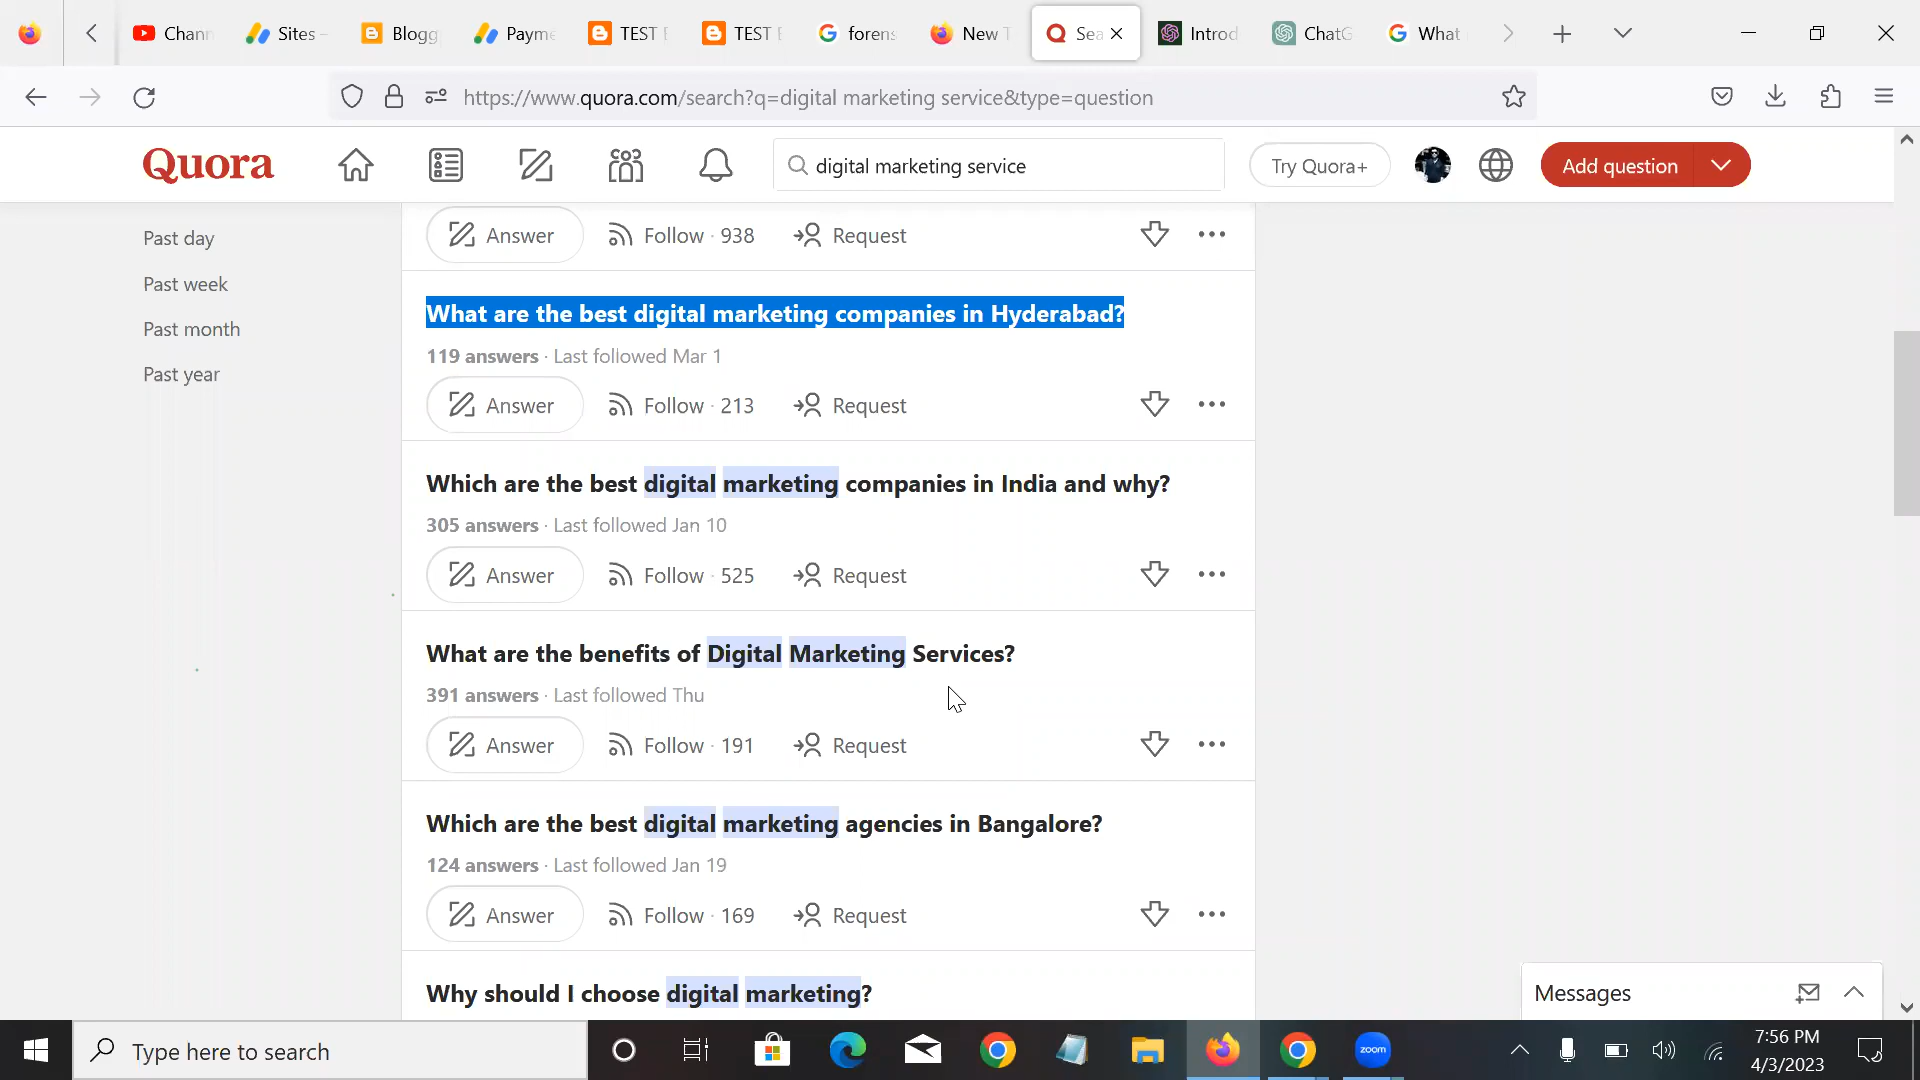 Chann
Sites -
Blogg
Payme
TEST
TEST
forens
New T
Sea
Introd
ChatG
What
https://www.quora.com/search?q=digital marketing service&type=question
Quora
digital marketing service
Try Quora+
Add question
Past day
Past week
Past month
Past year
Answer
Follow · 938
Request
What are the best digital marketing companies in Hyderabad?
119 answers · Last followed Mar 1
Answer
Follow · 213
Request
Which are the best digital marketing companies in India and why?
305 answers · Last followed Jan 10
Answer
Follow · 525
Request
What are the benefits of Digital Marketing Services?
391 answers · Last followed Thu
Answer
Follow · 191
Request
Which are the best digital marketing agencies in Bangalore?
124 answers · Last followed Jan 19
Answer
Follow · 169
Request
Why should I choose digital marketing?
Messages
Type here to search
zoom
7:56 PM
4/3/2023